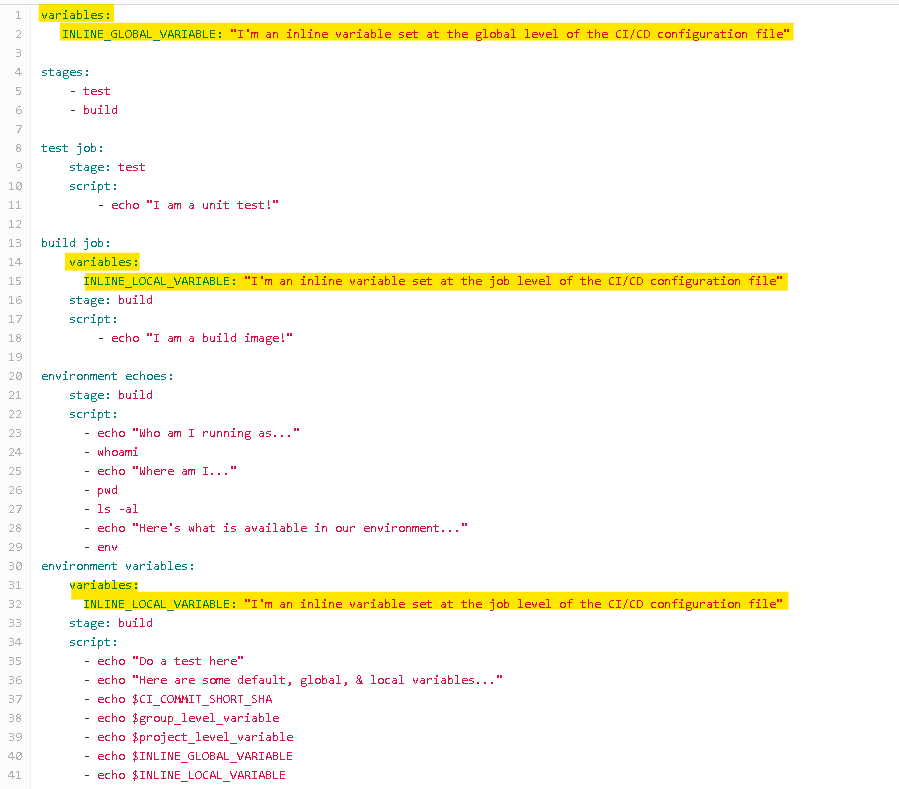 1 variables:
2 INLINE_GLOBAL_VARIABLE: "I'm an inline variable set at the global level of the CI/CD configuration file"
3
4 stages:
5 - test
6 - build
7
8 test job:
9 stage: test
10 script:
11 - echo "I am a unit test!"
12
13 build job:
14 variables:
15 INLINE_LOCAL_VARIABLE: "I'm an inline variable set at the job level of the CI/CD configuration file"
16 stage: build
17 script:
18 - echo "I am a build image!"
19
20 environment echoes:
21 stage: build
22 script:
23 - echo "Who am I running as..."
24 - whoami
25 - echo "Where am I..."
26 - pwd
27 - ls -al
28 - echo "Here's what is available in our environment..."
29 - env
30 environment variables:
31 variables:
32 INLINE_LOCAL_VARIABLE: "I'm an inline variable set at the job level of the CI/CD configuration file"
33 stage: build
34 script:
35 - echo "Do a test here"
36 - echo "Here are some default, global, & local variables..."
37 - echo $CI_COMMIT_SHORT_SHA
38 - echo $group_level_variable
39 - echo $project_level_variable
40 - echo $INLINE_GLOBAL_VARIABLE
41 - echo $INLINE_LOCAL_VARIABLE